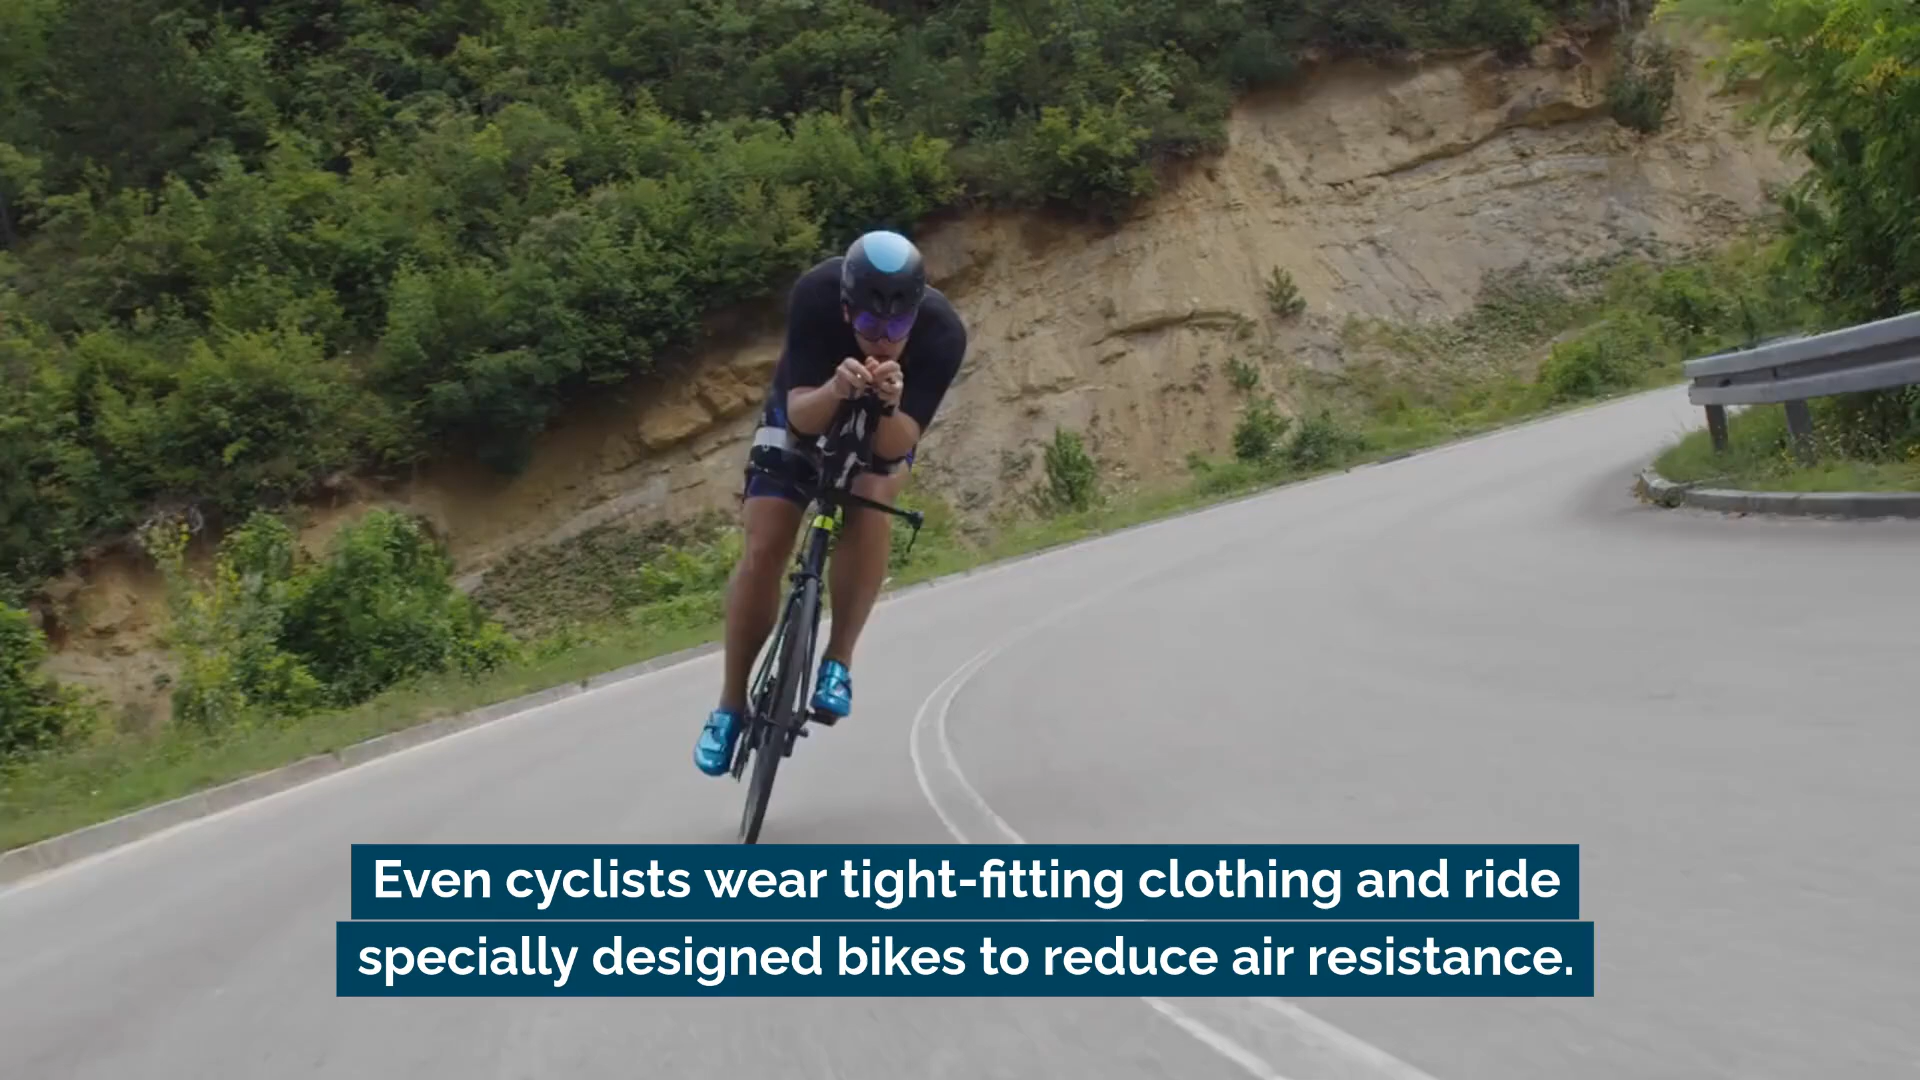 Even cyclists wear tight-fitting clothing and ride
specially designed bikes to reduce air resistance.